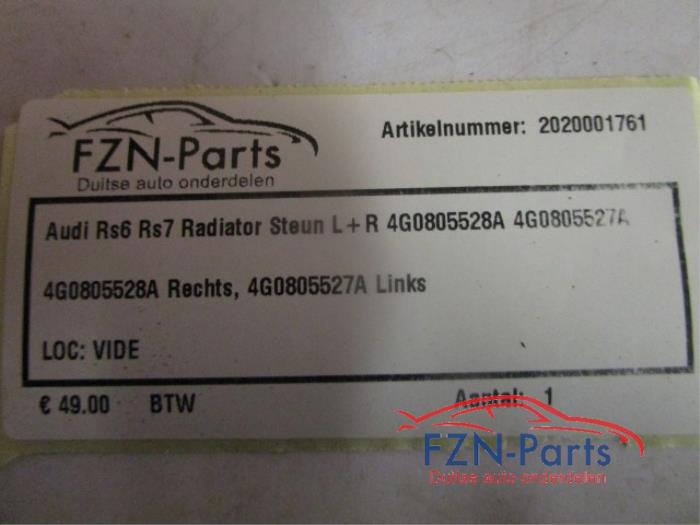 FZN-Parts
Duitse auto onderdelen
Artikelnummer: 2020001761
Audi Rs6 Rs7 Radiator Steun L+R 4G0805528A 4G0805527A
4G0805528A Rechts, 4G0805527A Links
LOC: VIDE
€ 49.00 BTW Aantal: 1
FZN-Parts
Duitse auto onderdelen